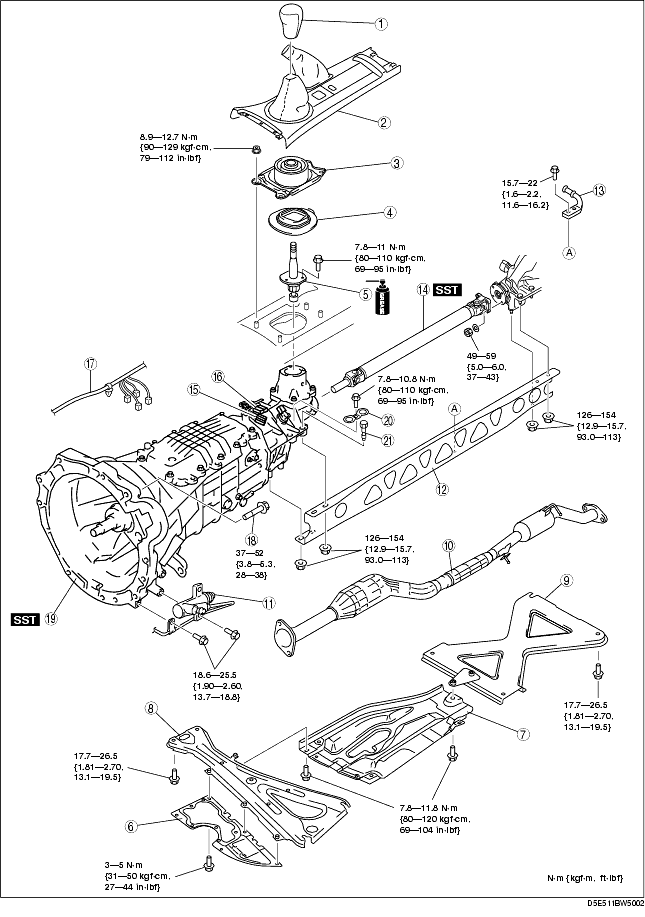 1
2
8.9—12.7 N·m
{90—129 kgf·cm,
79—112 in·lbf}
3
15.7—22
{1.6—2.2,
11.6—16.2}
13
4
A
7.8—11 N·m
{80—110 kgf·cm,
69—95 in·lbf}
5
GREASE
14 SST
17
16
15
49—59
{5.0—6.0,
37—43}
7.8—10.8 N·m
{80—110 kgf·cm,
69—95 in·lbf}
20
A
21
126—154
{12.9—15.7,
93.0—113}
12
18
126—154
{12.9—15.7,
93.0—113}
37—52
{3.8—5.3,
28—38}
10
9
11
SST 19
18.6—25.5
{1.90—2.60,
13.7—18.8}
8
17.7—26.5
{1.81—2.70,
13.1—19.5}
7
17.7—26.5
{1.81—2.70,
13.1—19.5}
7.8—11.8 N·m
{80—120 kgf·cm,
69—104 in·lbf}
6
3—5 N·m
{31—50 kgf·cm,
27—44 in·lbf}
N·m {kgf·m, ft·lbf}
D5E511BW5002